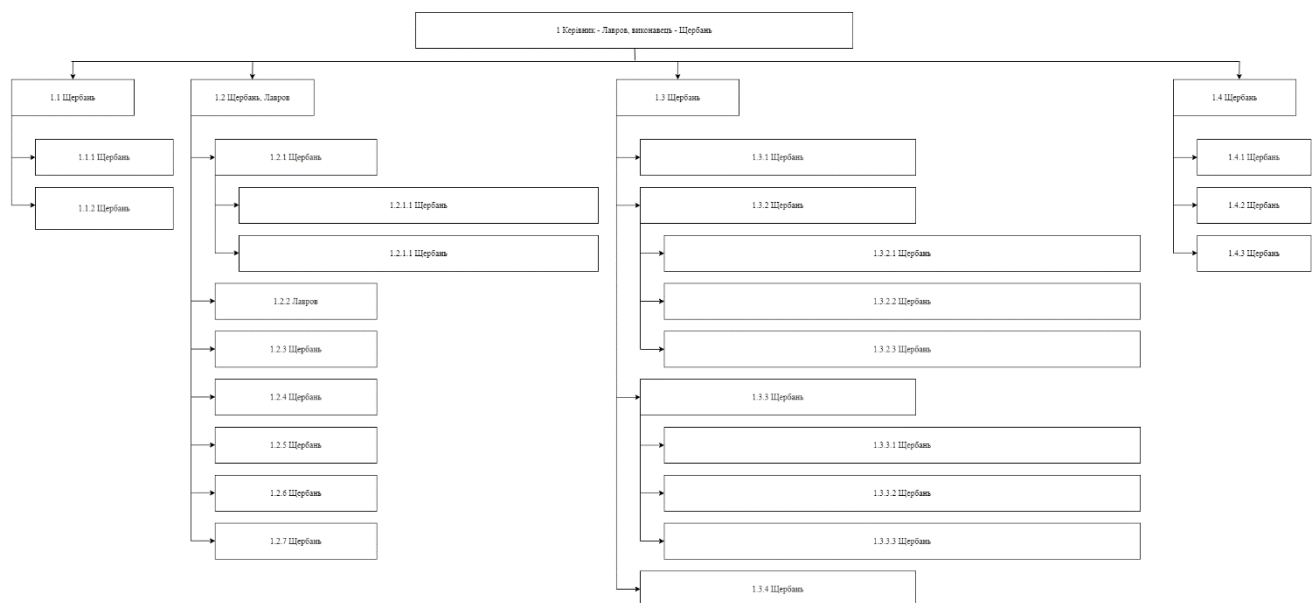 1 Керівник - Лавров, виконавець - Щербань
1.1 Щербань
1.1.1 Щербань
1.1.2 Щербань
1.2 Щербань, Лавров
1.2.1 Щербань
1.2.1.1 Щербань
1.2.1.1 Щербань
1.2.2 Лавров
1.2.3 Щербань
1.2.4 Щербань
1.2.5 Щербань
1.2.6 Щербань
1.2.7 Щербань
1.3 Щербань
1.3.1 Щербань
1.3.2 Щербань
1.3.2.1 Щербань
1.3.2.2 Щербань
1.3.2.3 Щербань
1.3.3 Щербань
1.3.3.1 Щербань
1.3.3.2 Щербань
1.3.3.3 Щербань
1.3.4 Щербань
1.4 Щербань
1.4.1 Щербань
1.4.2 Щербань
1.4.3 Щербань